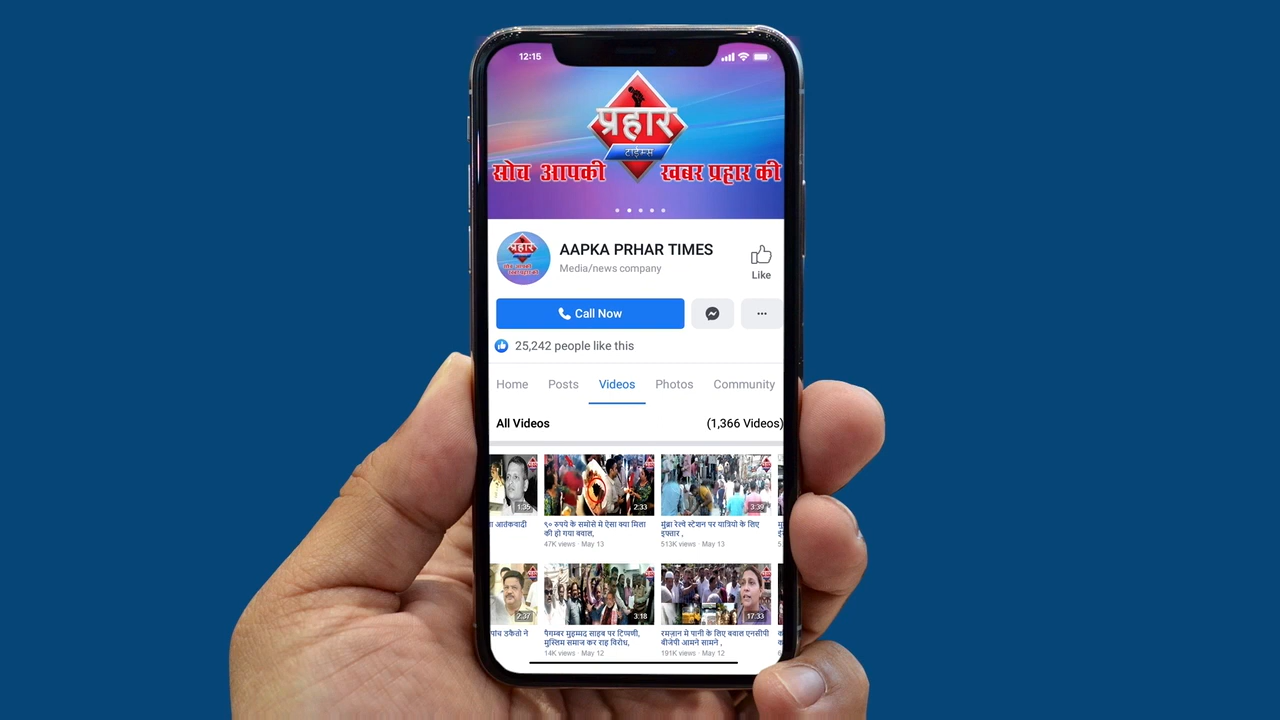 12:15
प्रहार
टाईम्स
सोच आपकी
खबर प्रहार की
प्रहार
AAPKA PRHAR TIMES
Media/news company
Like
Call Now
25,242 people like this
Home Posts Videos Photos Community
All Videos
(1,366 Videos)
1:35
2:33
3:39
आतंकवादी
९० रुपये के समोसे मे ऐसा क्या मिला
की हो गया बवाल,
47K views · May 13
मुंब्रा रेल्वे स्टेशन पर यात्रियो के लिए
इफ्तार ,
513K views · May 13
2:37
3:18
17:33
पांच डकैतो ने
पैगम्बर मुहम्मद साहब पर टिप्पणी,
मुस्लिम समाज कर राह विरोध,
14K views · May 12
रमज़ान मे पानी के लिए बवाल एनसीपी
बीजेपी आमने सामने ,
191K views · May 12